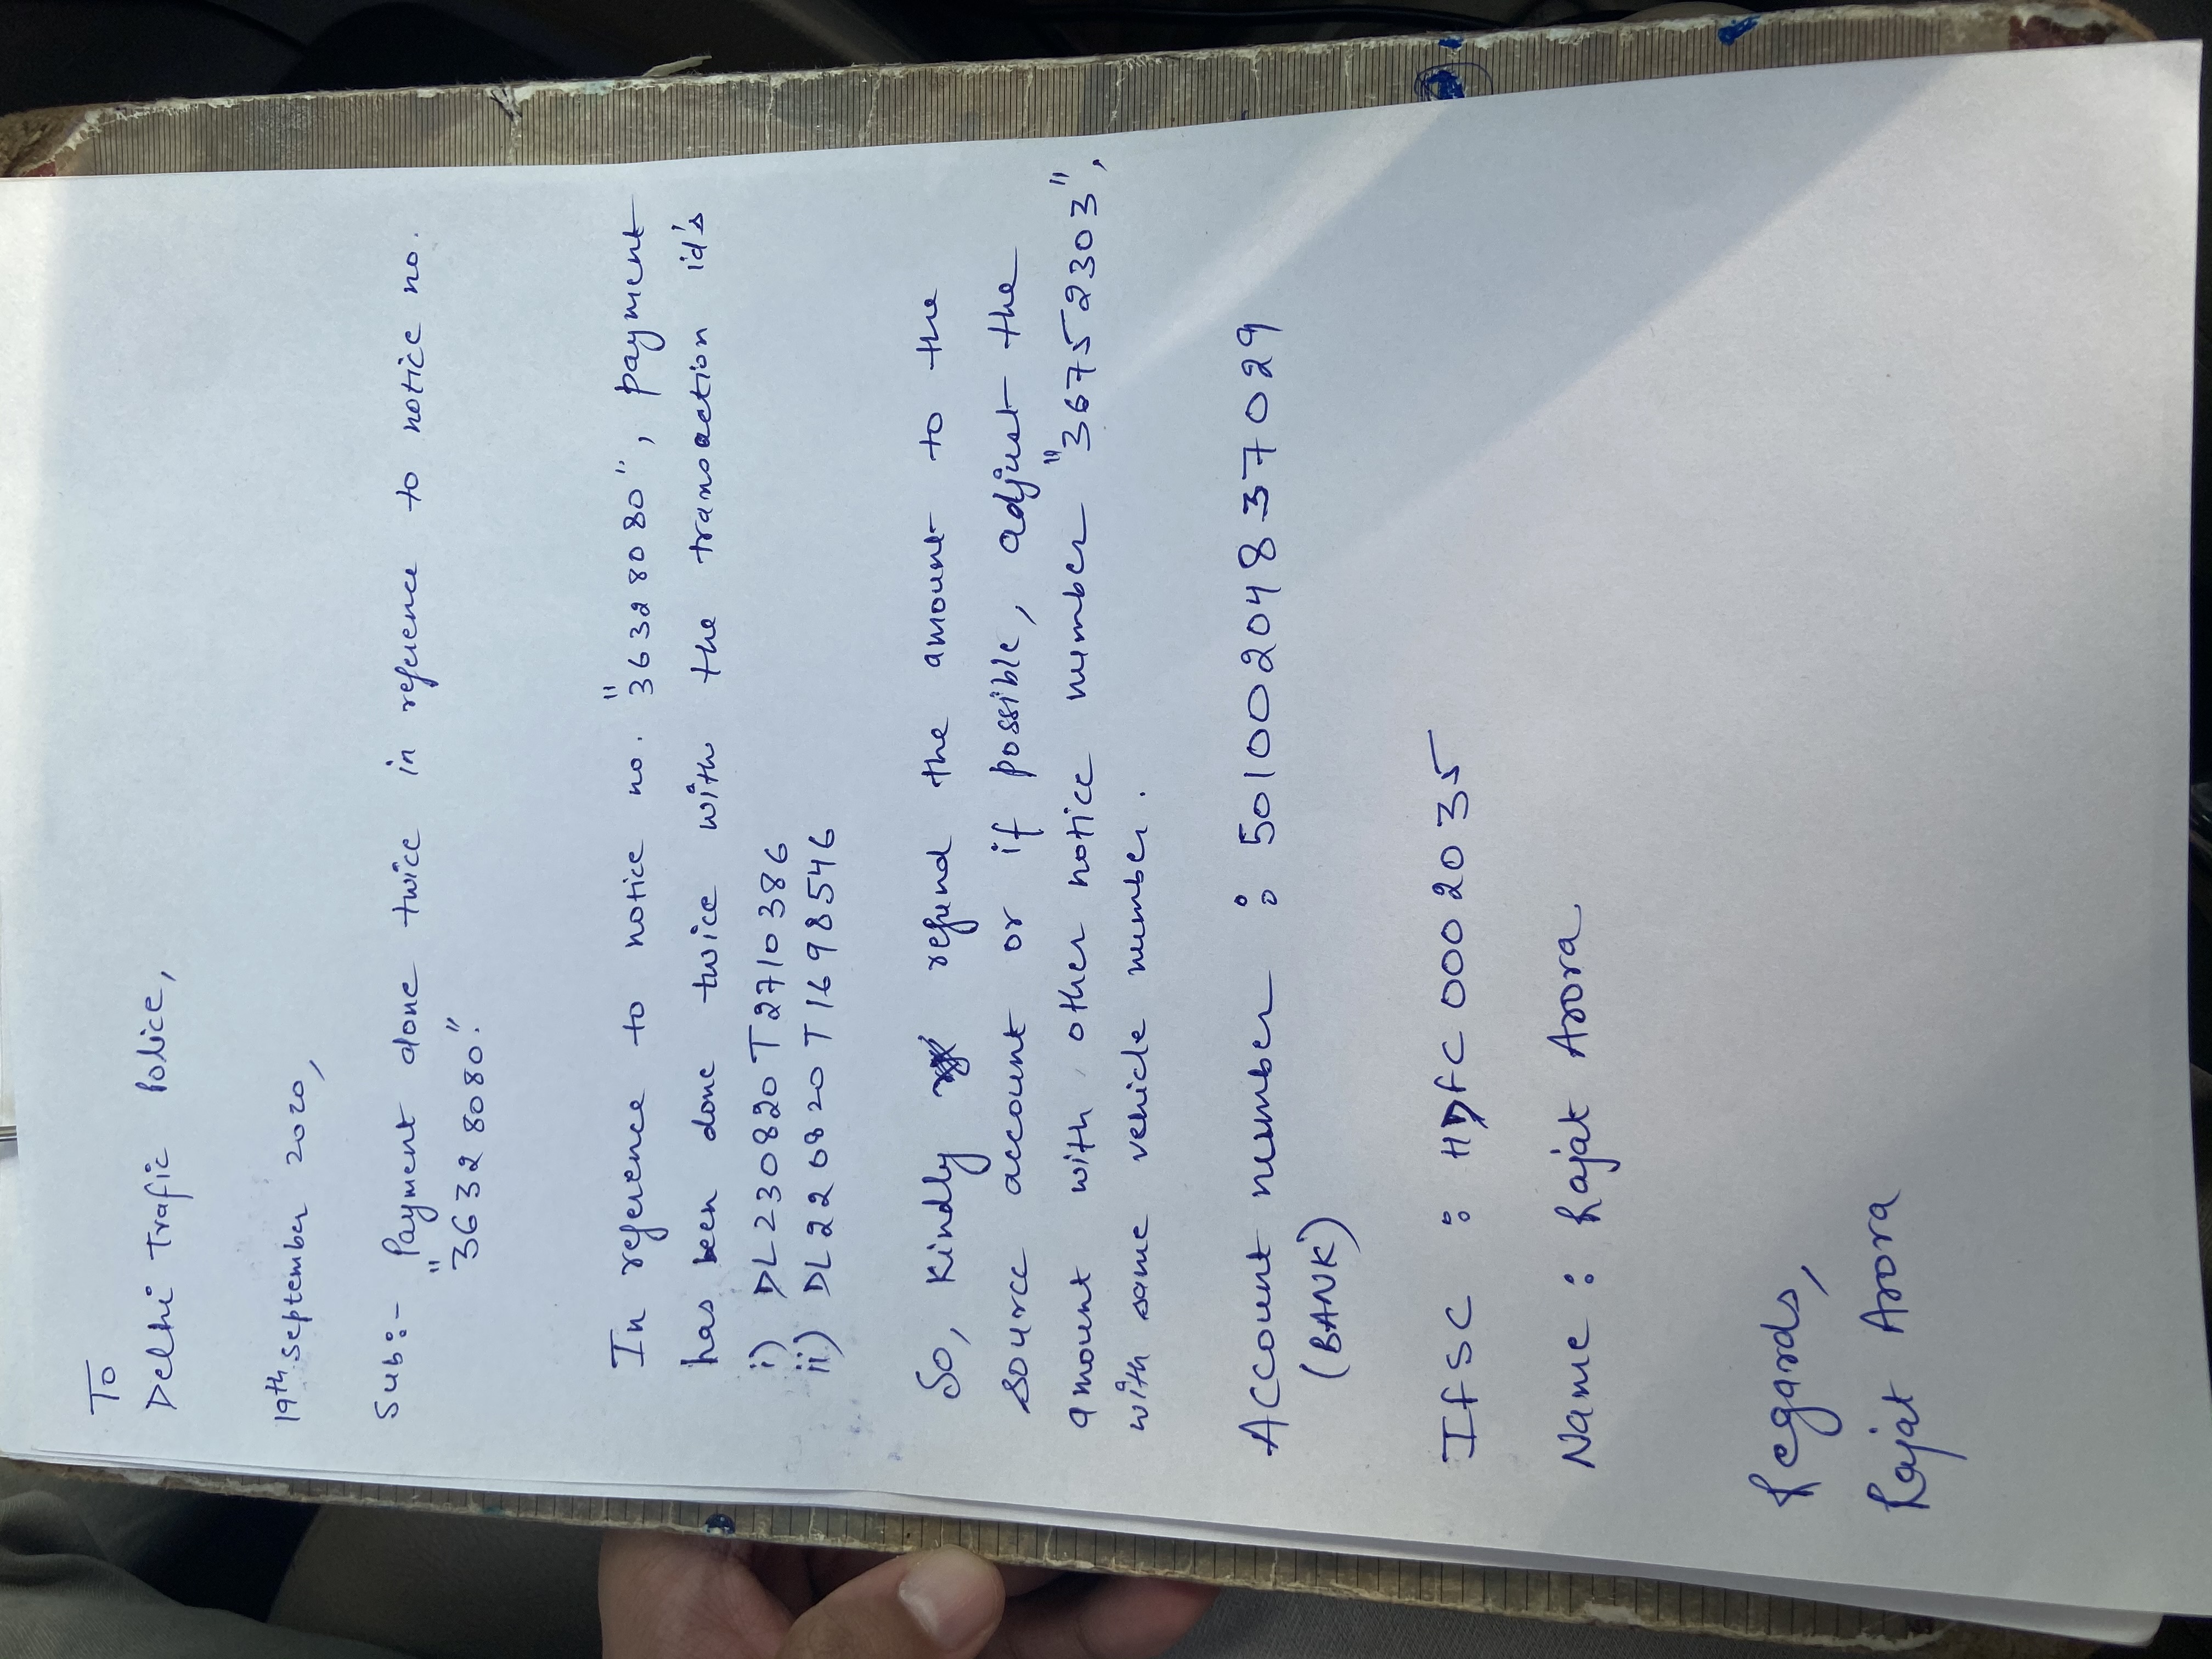 To
Delhi Trafic Police,
19th September 2020,
Sub:- Payment done twice in reference to notice no.
"36328080."
In reference to notice no. "36328080", payment
has been done twice with the transaction id's
i) DL230820T2710386
ii) DL220820T1698546
So, Kindly refund the amount to the
source account or if possible, adjust the
amount with other notice number "36752303",
with same vehicle number.
Account number : 50100204837029
(BANK)
IFSC : HDFC0002035
Name : Rajat Arora
Regards,
Rajat Arora